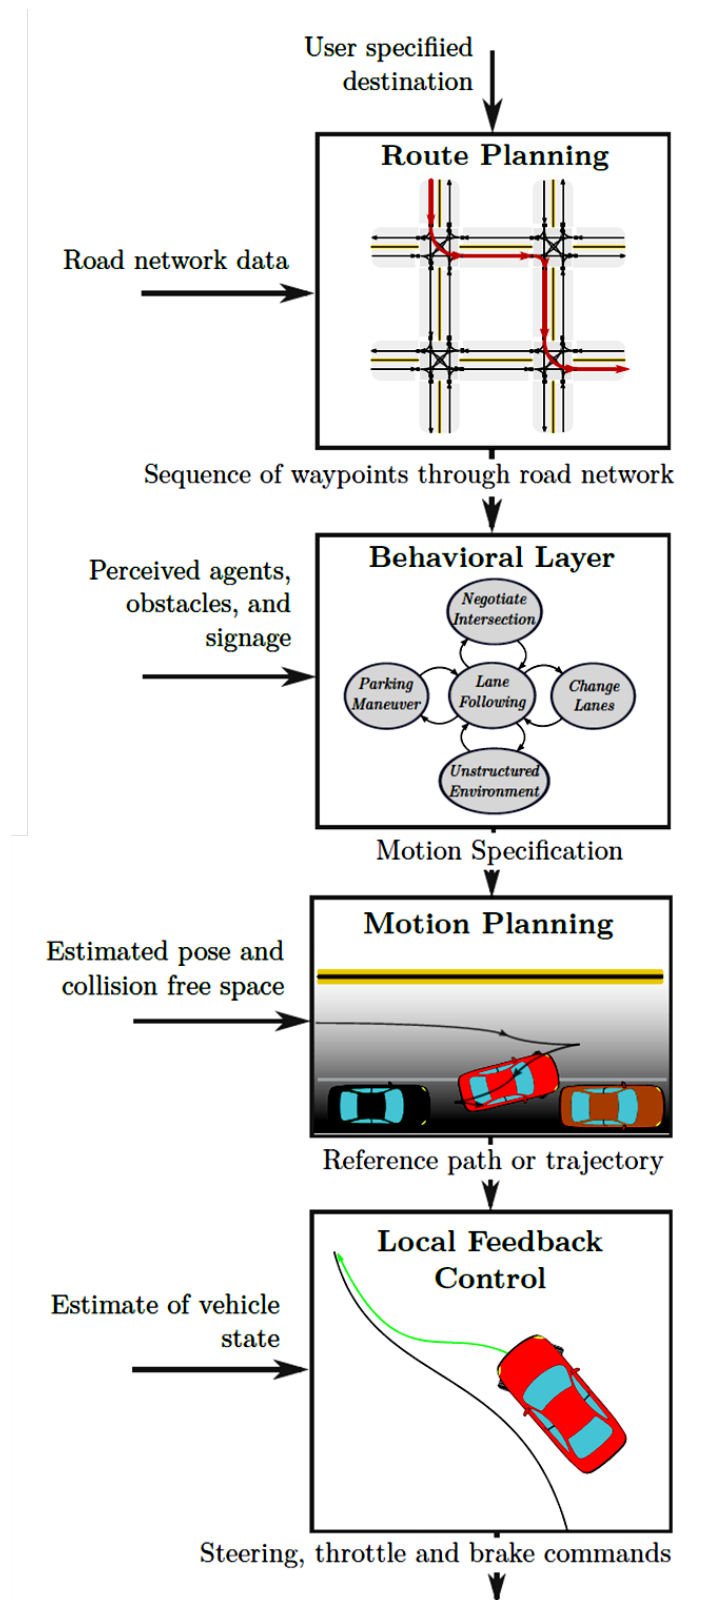 User specifiied
destination
Route Planning
Road network data
Sequence of waypoints through road network
Behavioral Layer
Perceived agents,
obstacles, and
signage
Negotiate
Intersection
Parking
Maneuver
Lane
Following
Change
Lanes
Unstructured
Environment
Motion Specification
Motion Planning
Estimated pose and
collision free space
Reference path or trajectory
Local Feedback
Control
Estimate of vehicle
state
Steering, throttle and brake commands